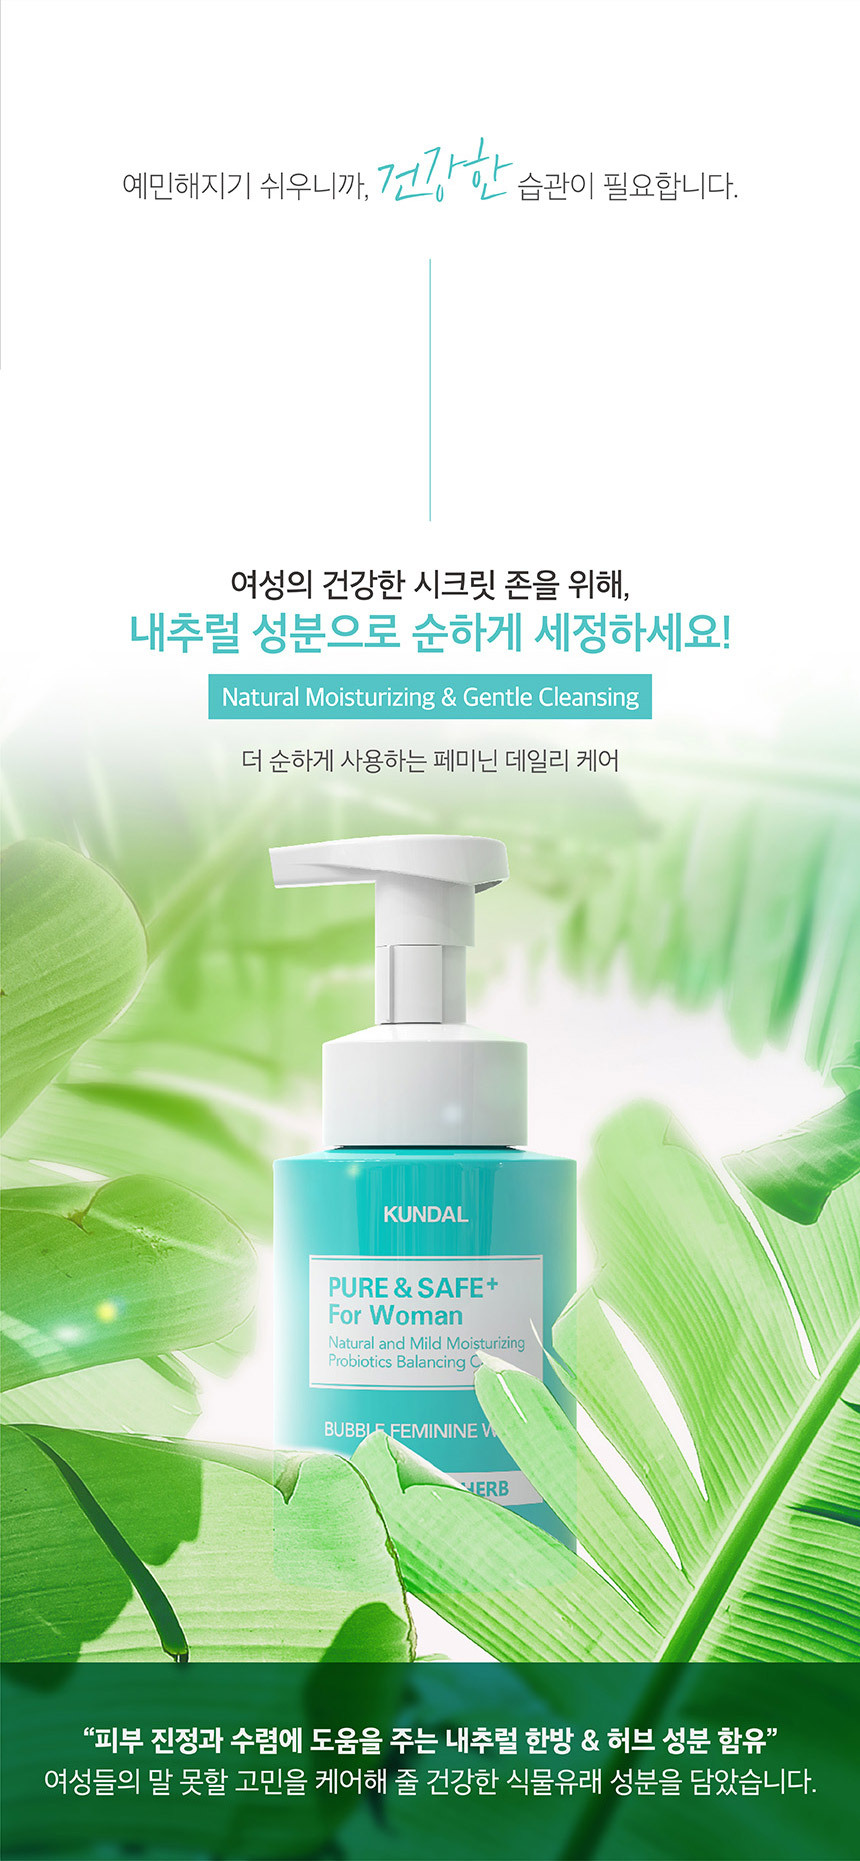 예민해지기 쉬우니까, 건강한 습관이 필요합니다.
여성의 건강한 시크릿 존을 위해,
내추럴 성분으로 순하게 세정하세요!
Natural Moisturizing & Gentle Cleansing
더 순하게 사용하는 페미닌 데일리 케어
KUNDAL
PURE & SAFE+
For Woman
Natural and Mild Moisturizing
Probiotics Balancing
FEMININE
HERB
“피부 진정과 수렴에 도움을 주는 내추럴 한방 & 허브 성분 함유”
여성들의 말 못할 고민을 케어해 줄 건강한 식물유래 성분을 담았습니다.